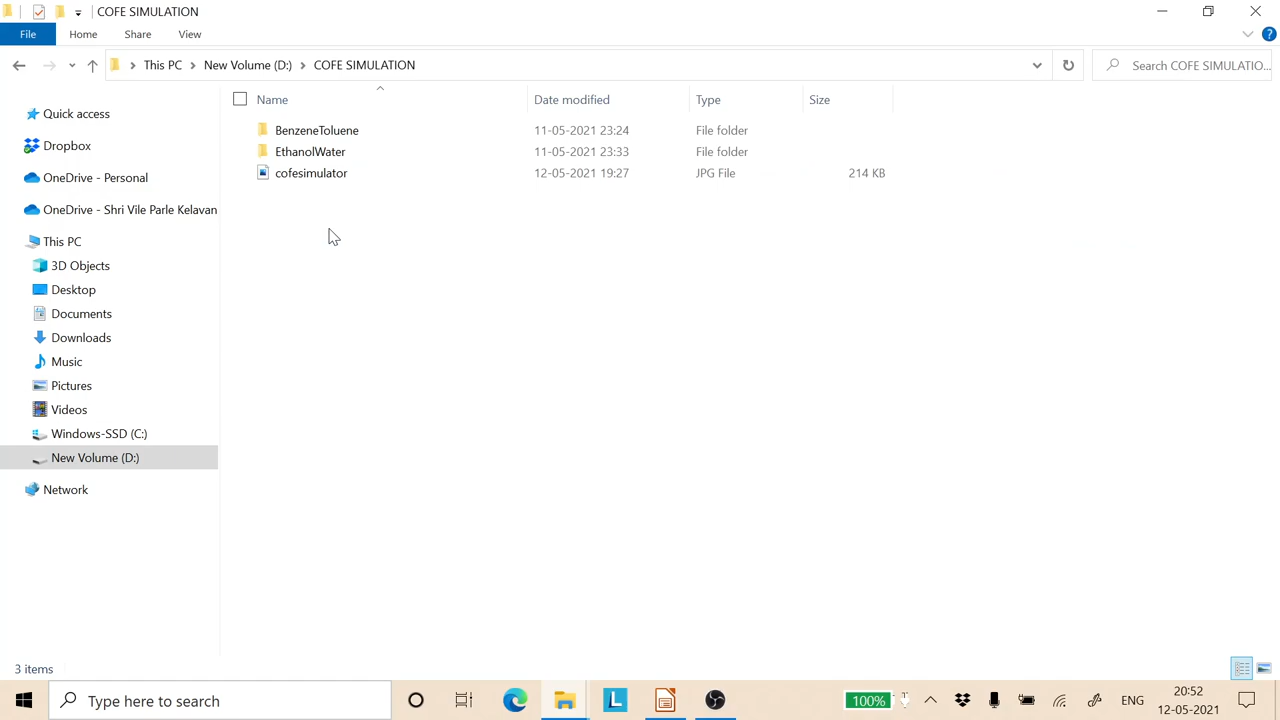 COFE SIMULATION
File Home Share View
This PC New Volume (D:) COFE SIMULATION Search COFE SIMULATIO...
Name Date modified Type Size
BenzeneToluene 11-05-2021 23:24 File folder
EthanolWater 11-05-2021 23:33 File folder
cofesimulator 12-05-2021 19:27 JPG File 214 KB
Quick access
Dropbox
OneDrive - Personal
OneDrive - Shri Vile Parle Kelavan
This PC
3D Objects
Desktop
Documents
Downloads
Music
Pictures
Videos
Windows-SSD (C:)
New Volume (D:)
Network
3 items
Type here to search
L
100%
ENG
20:52
12-05-2021